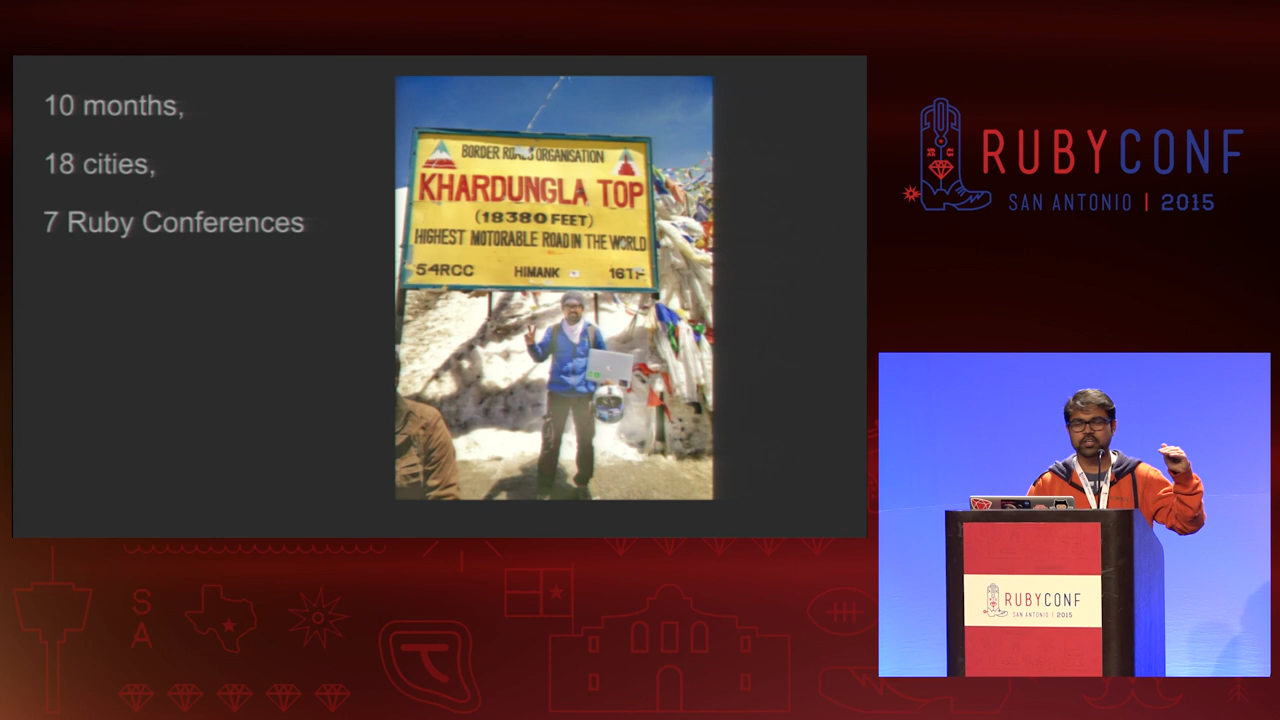 10 months,
18 cities,
7 Ruby Conferences
BORDER ROADS ORGANISATION
KHARDUNGLA TOP
(18380 FEET)
HIGHEST MOTORABLE ROAD IN THE WORLD
54RCC HIMANK 16TF
RUBYCONF
SAN ANTONIO | 2015
RUBYCONF
SAN ANTONIO | 2015
S
A